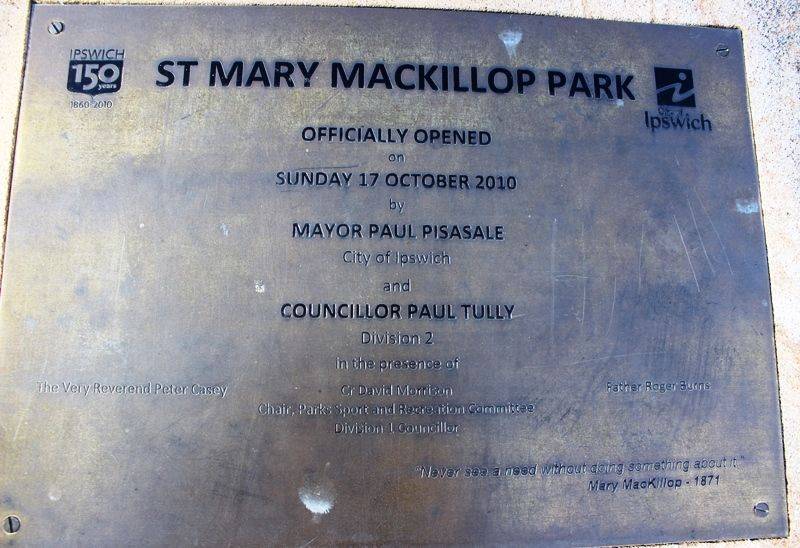 IPSWICH
150
years
1860-2010
ST MARY MACKILLOP PARK
City of
Ipswich
OFFICIALLY OPENED
on
SUNDAY 17 OCTOBER 2010
by
MAYOR PAUL PISASALE
City of Ipswich
and
COUNCILLOR PAUL TULLY
Division 2
in the presence of
The Very Reverend Peter Casey
Cr David Morrison
Father Roger Burns
Chair, Parks Sport and Recreation Committee
Division 1 Councillor
"Never see a need without doing something about it"
Mary MacKillop - 1871